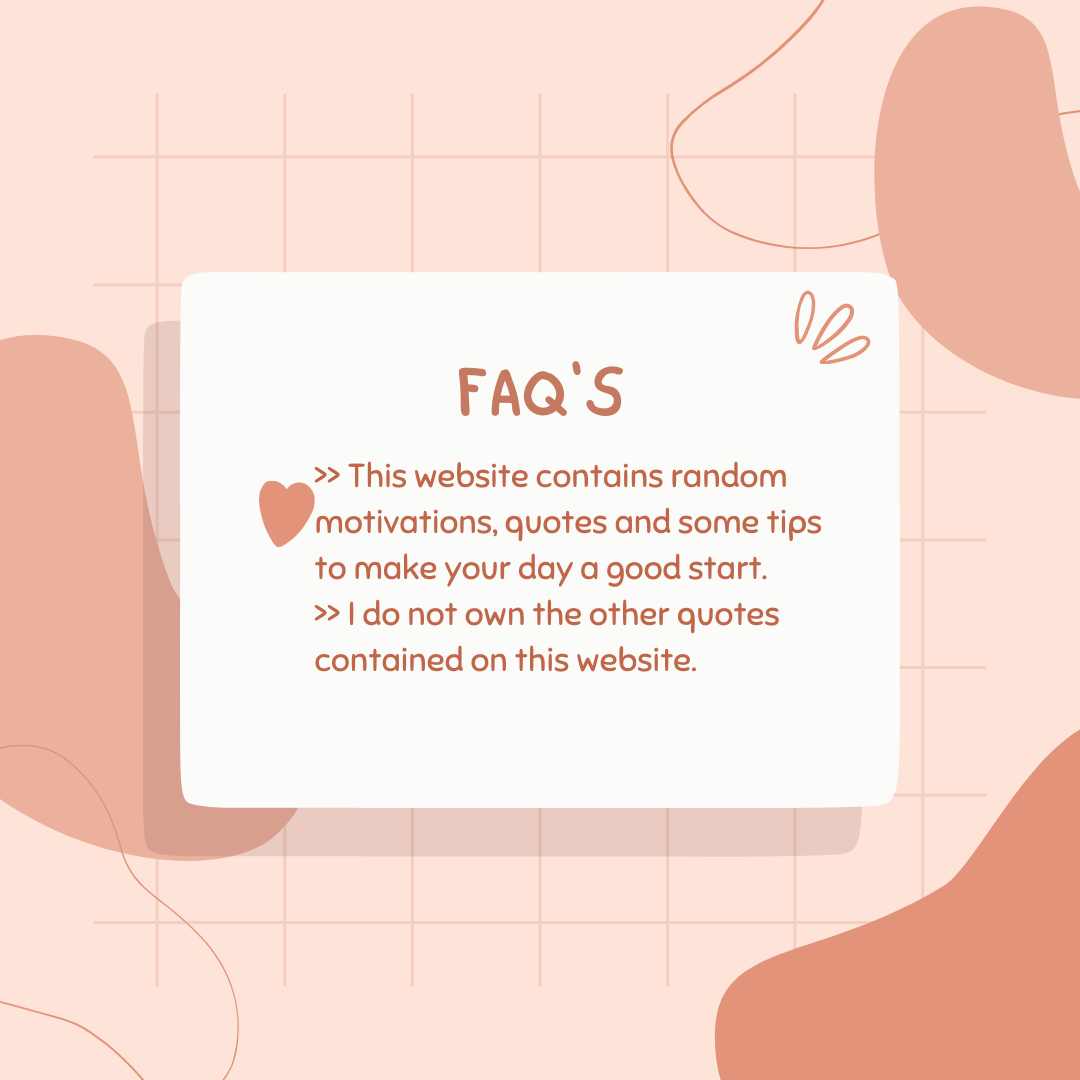 FAQ'S
>> This website contains random
motivations, quotes and some tips
to make your day a good start.
>> I do not own the other quotes
contained on this website.